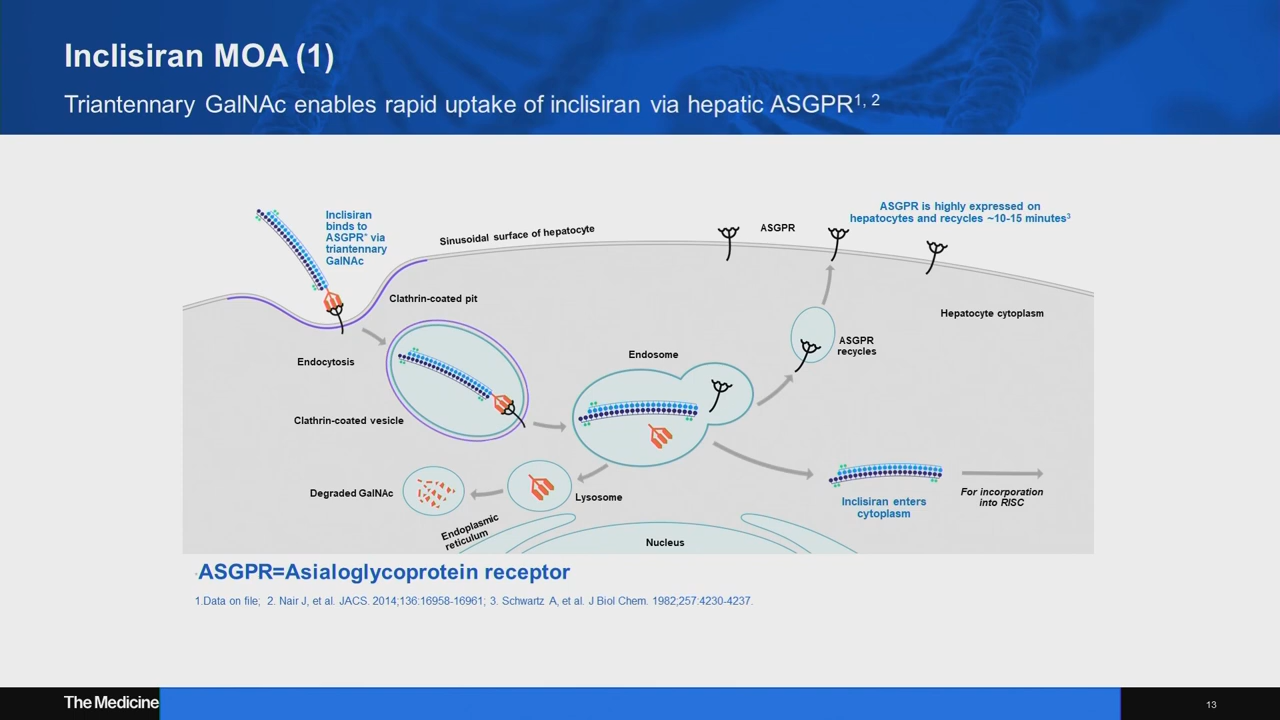 Inclisiran MOA (1)
Triantennary GalNAc enables rapid uptake of inclisiran via hepatic ASGPR1, 2
Inclisiran
binds to
ASGPR* via
triantennary
GalNAc
Sinusoidal surface of hepatocyte
ASGPR
ASGPR is highly expressed on
hepatocytes and recycles ~10-15 minutes3
Clathrin-coated pit
Hepatocyte cytoplasm
Endocytosis
Endosome
ASGPR
recycles
Clathrin-coated vesicle
Degraded GalNAc
Lysosome
Inclisiran enters
cytoplasm
For incorporation
into RISC
Endoplasmic
reticulum
Nucleus
ASGPR=Asialoglycoprotein receptor
1.Data on file; 2. Nair J, et al. JACS. 2014;136:16958-16961; 3. Schwartz A, et al. J Biol Chem. 1982;257:4230-4237.
The Medicine
13